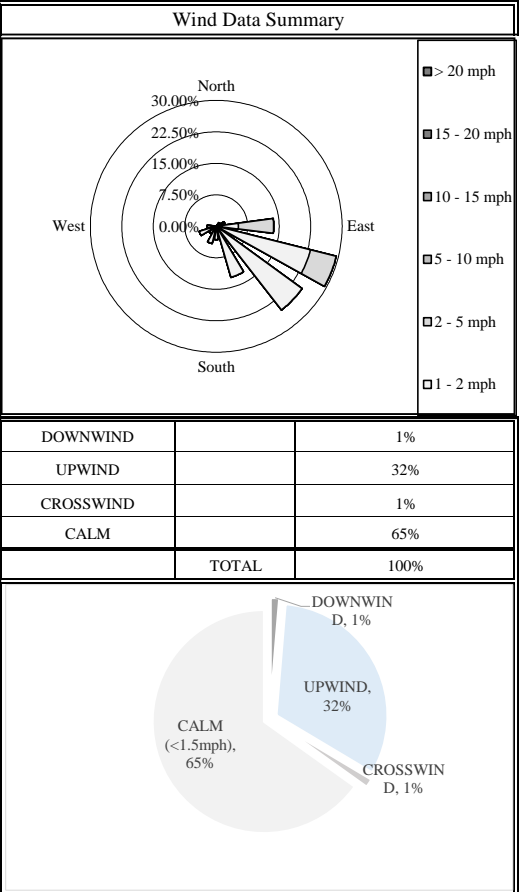 Wind Data Summary
North
30.00%
22.50%
15.00%
7.50%
0.00%
West
East
South
> 20 mph
15 - 20 mph
10 - 15 mph
5 - 10 mph
2 - 5 mph
1 - 2 mph
DOWNWIND 1%
UPWIND 32%
CROSSWIND 1%
CALM 65%
TOTAL 100%
DOWNWIN
D, 1%
UPWIND,
32%
CALM
(<1.5mph),
65%
CROSSWIN
D, 1%